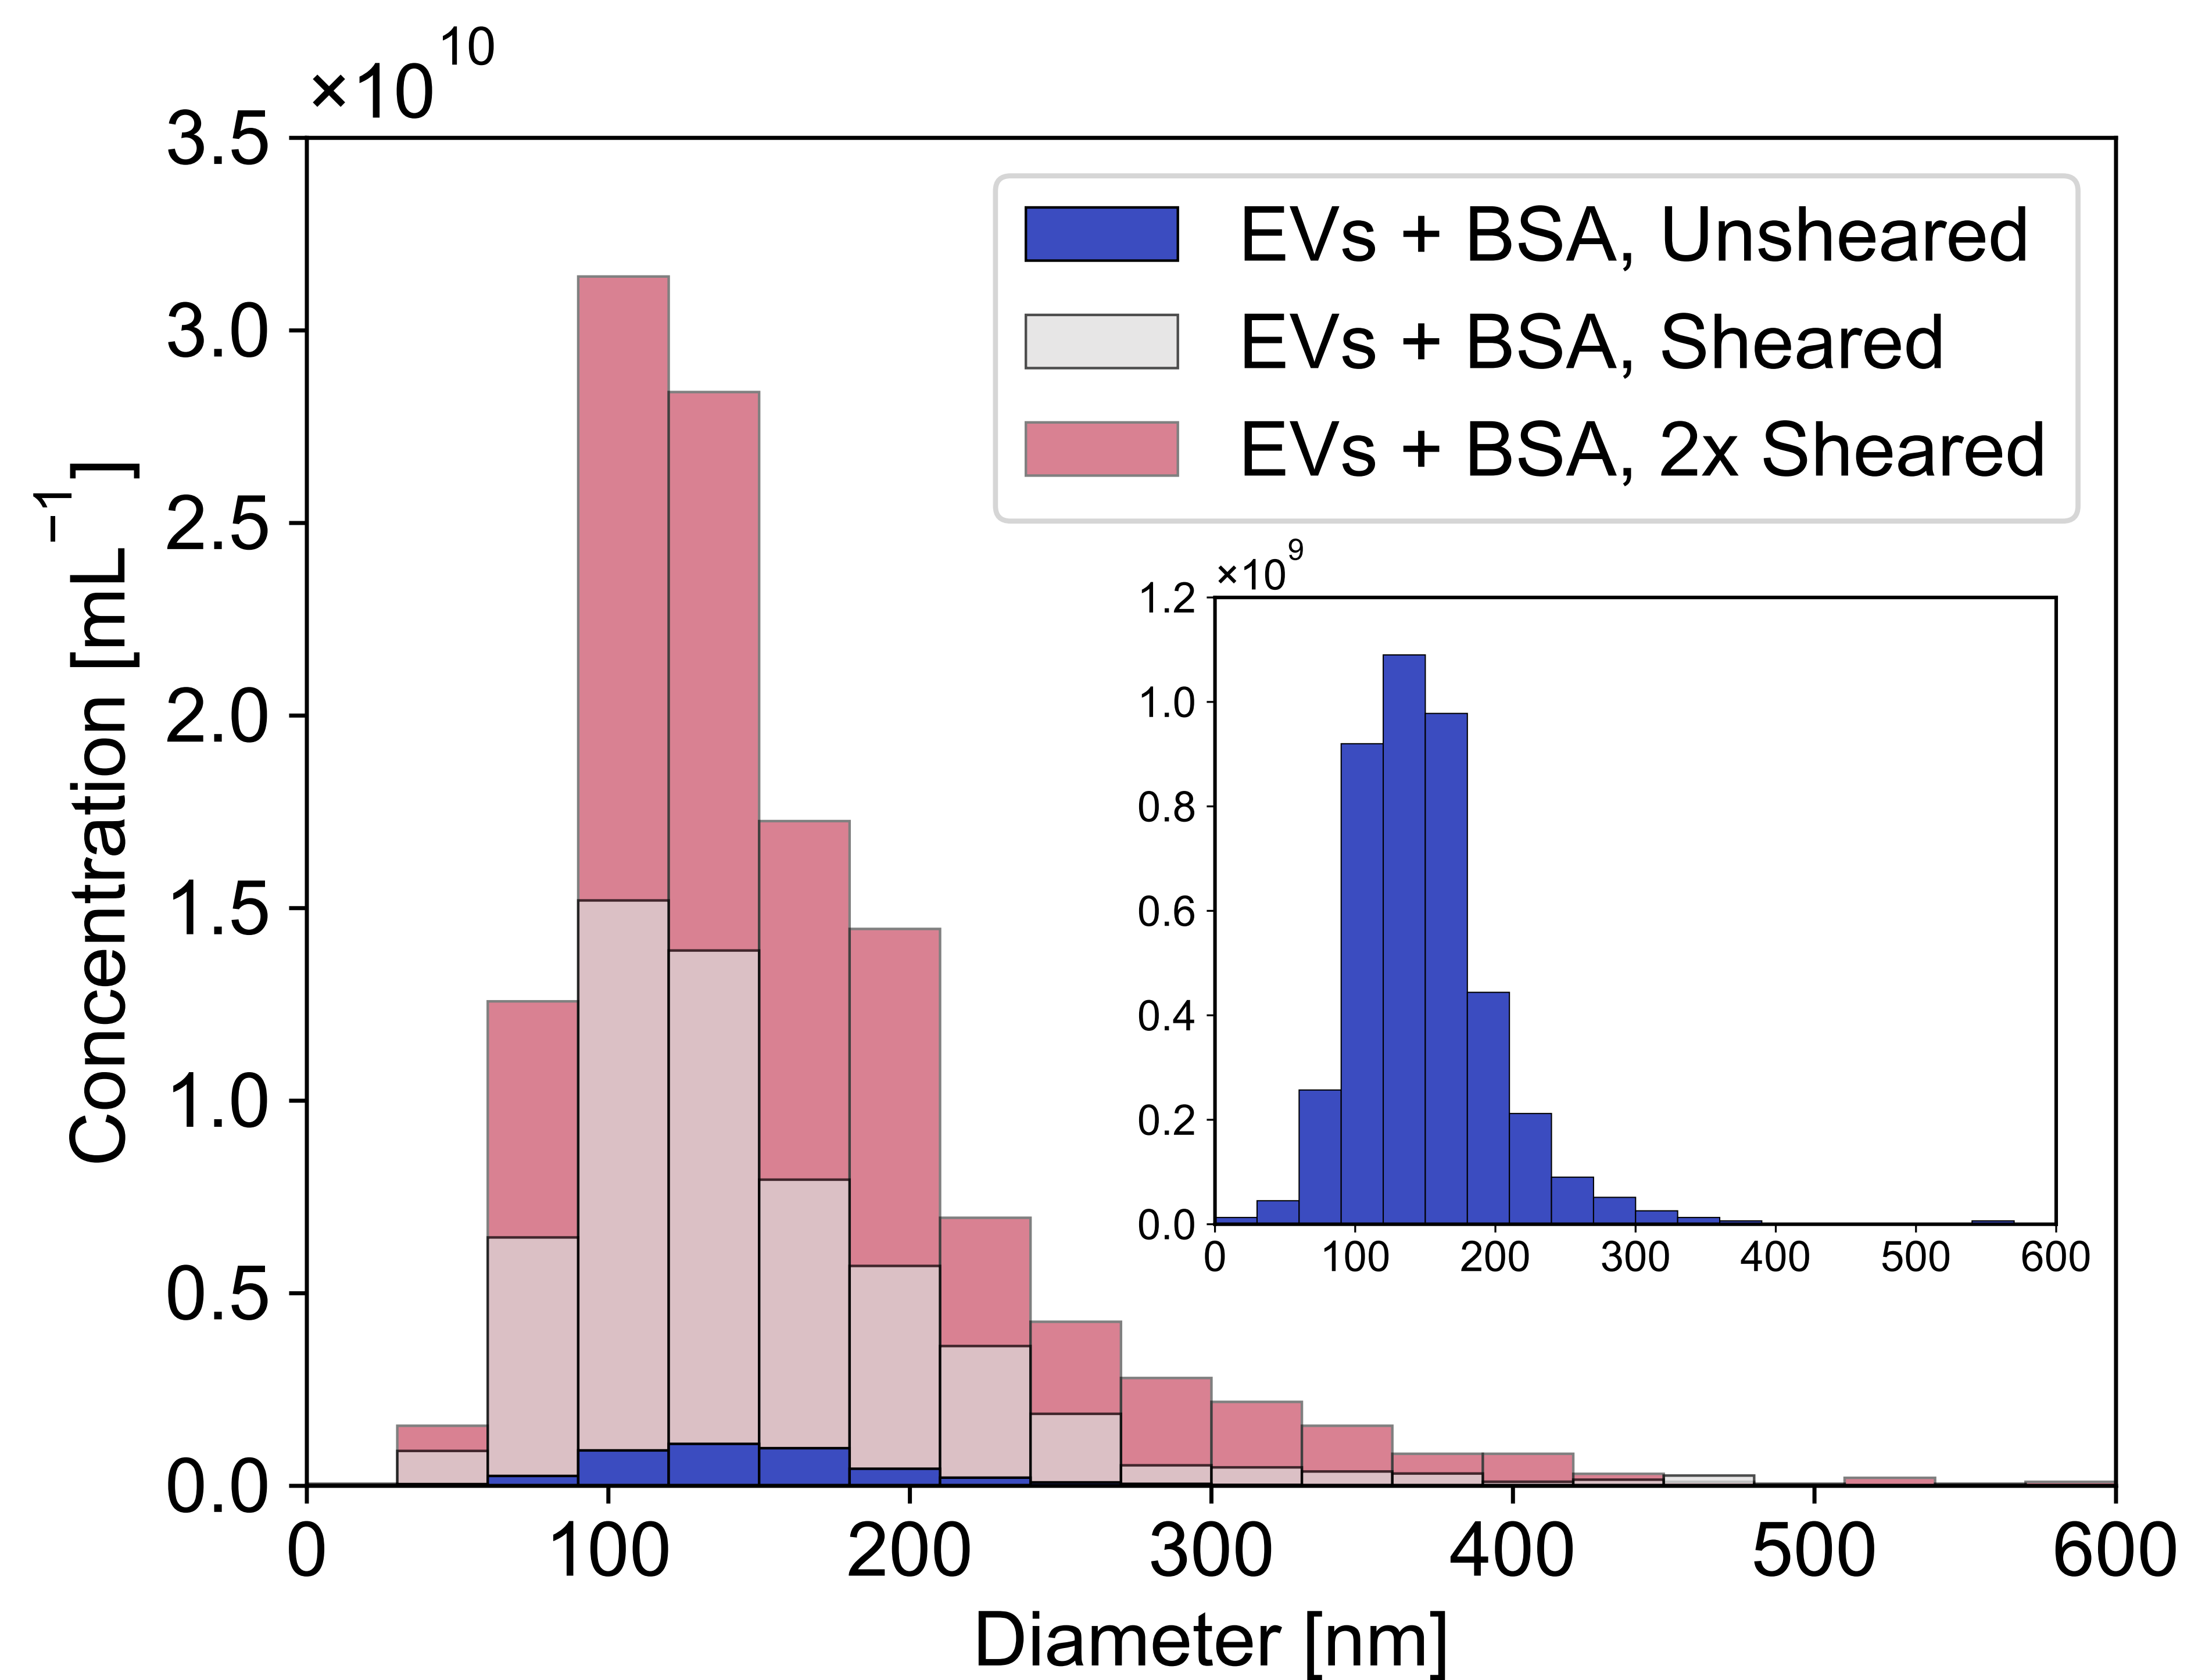 ×10^10
3.5
3.0
2.5
2.0
1.5
1.0
0.5
0.0
Concentration [mL^−1]
EVs + BSA, Unsheared
EVs + BSA, Sheared
EVs + BSA, 2x Sheared
×10^9
1.2
1.0
0.8
0.6
0.4
0.2
0.0
0 100 200 300 400 500 600
0 100 200 300 400 500 600
Diameter [nm]